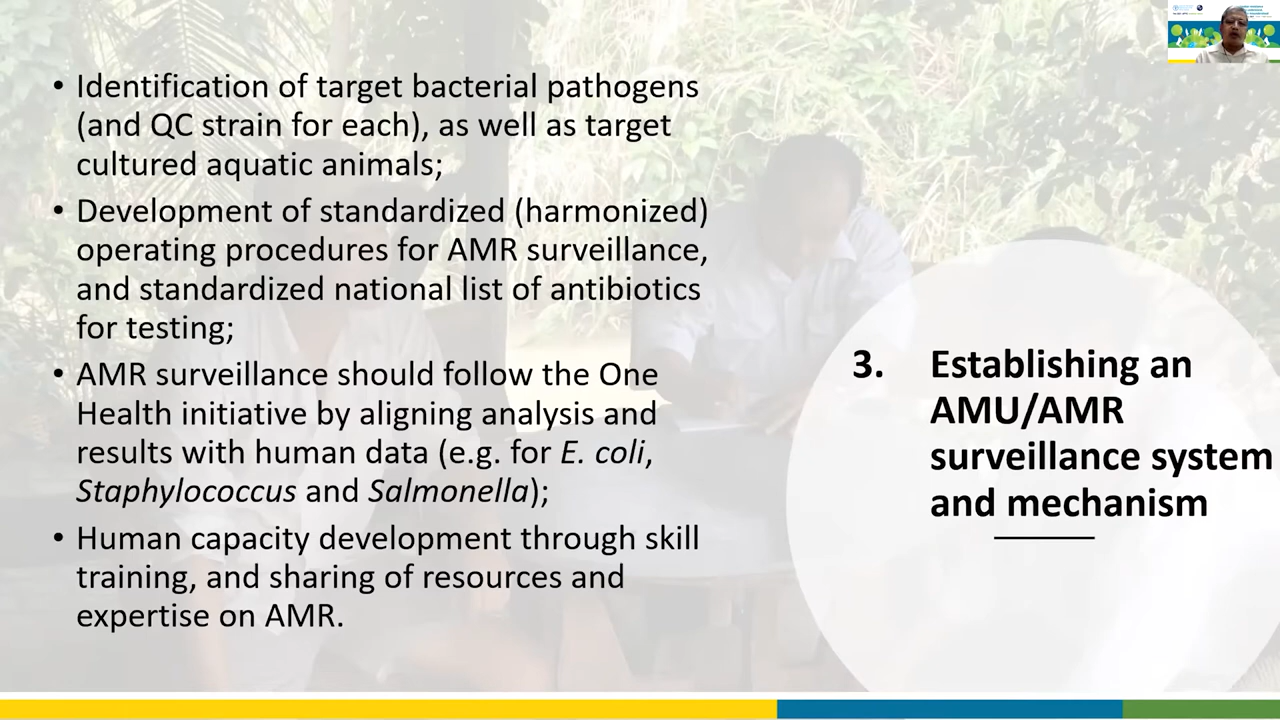 • Identification of target bacterial pathogens
(and QC strain for each), as well as target
cultured aquatic animals;
• Development of standardized (harmonized)
operating procedures for AMR surveillance,
and standardized national list of antibiotics
for testing;
• AMR surveillance should follow the One
Health initiative by aligning analysis and
results with human data (e.g. for E. coli,
Staphylococcus and Salmonella);
• Human capacity development through skill
training, and sharing of resources and
expertise on AMR.
3. Establishing an
AMU/AMR
surveillance system
and mechanism